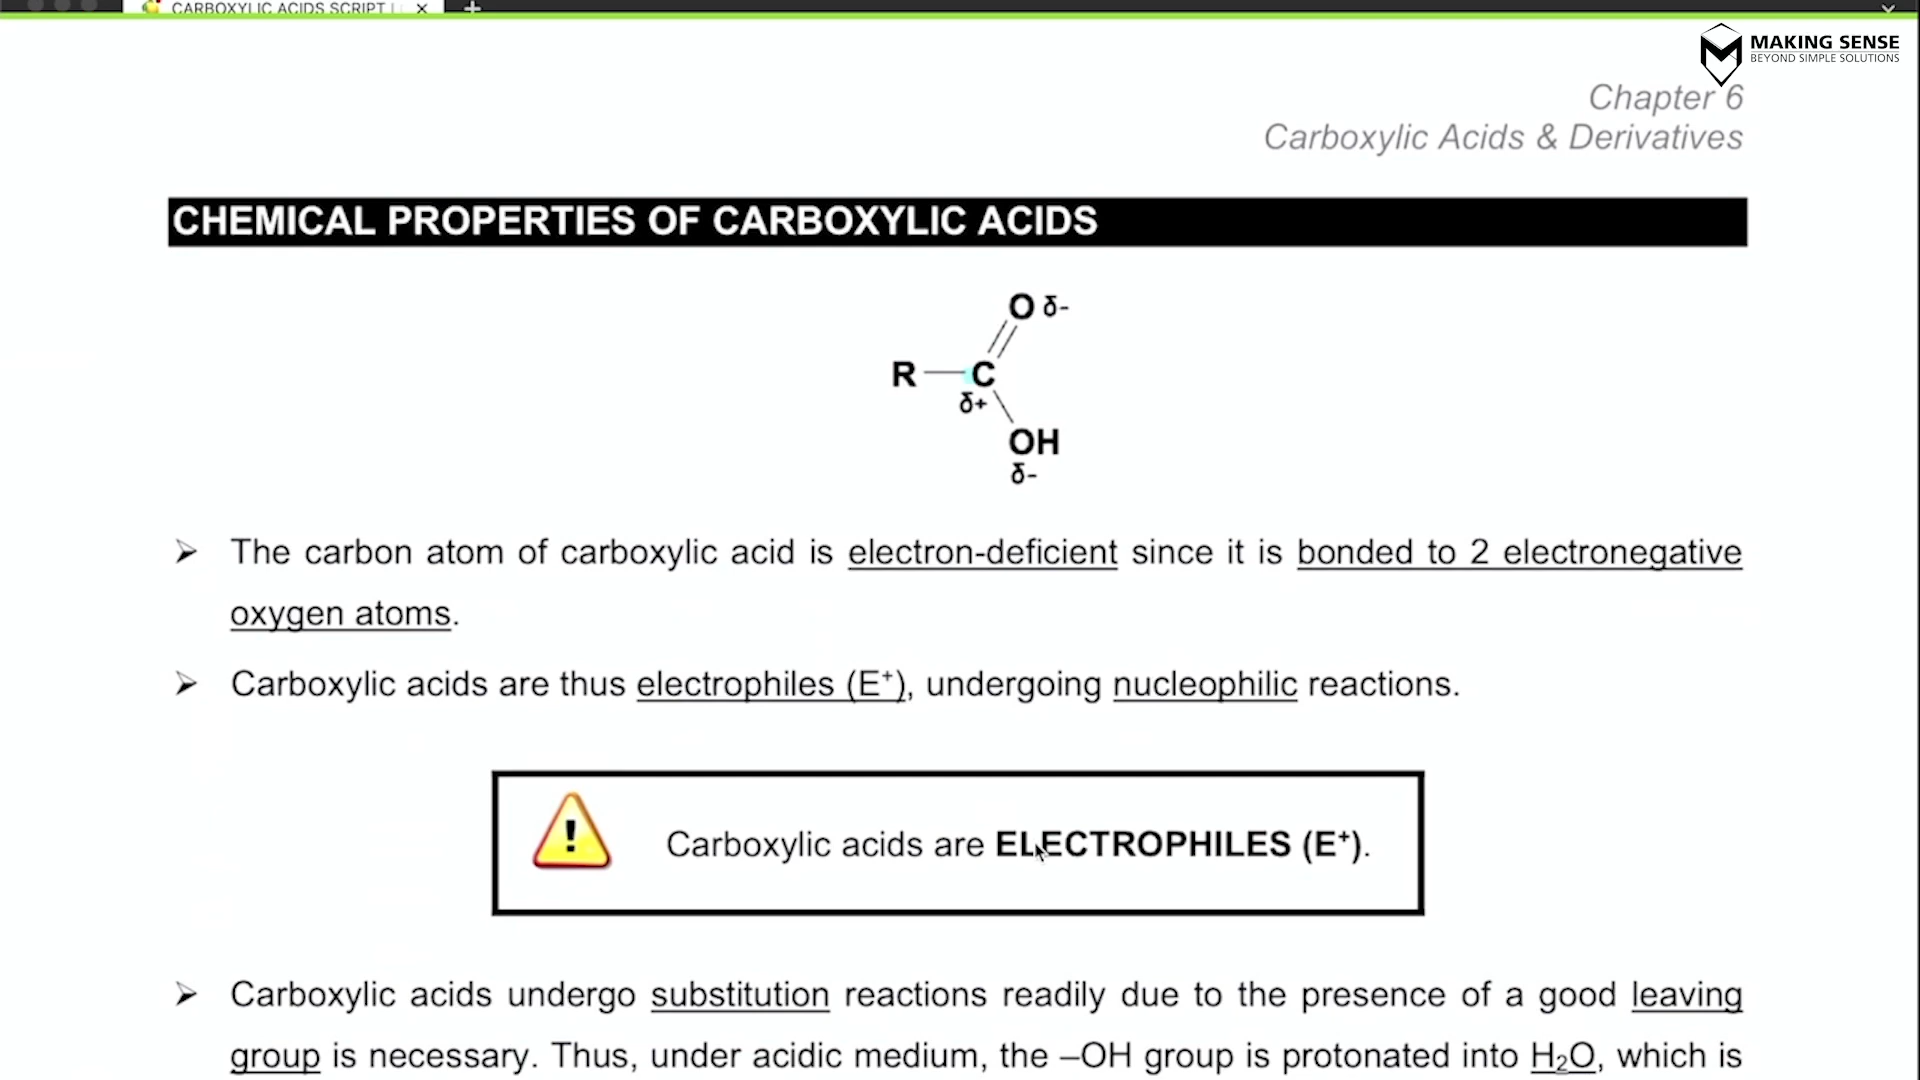 CARBOXYLIC ACIDS SCRIPT
MAKING SENSE
BEYOND SIMPLE SOLUTIONS
Chapter 6
Carboxylic Acids & Derivatives
CHEMICAL PROPERTIES OF CARBOXYLIC ACIDS
O δ-
R C
δ+
OH
δ-
➢ The carbon atom of carboxylic acid is electron-deficient since it is bonded to 2 electronegative
oxygen atoms.
➢ Carboxylic acids are thus electrophiles (E⁺), undergoing nucleophilic reactions.
! Carboxylic acids are ELECTROPHILES (E⁺).
➢ Carboxylic acids undergo substitution reactions readily due to the presence of a good leaving
group is necessary. Thus, under acidic medium, the –OH group is protonated into H₂O, which is